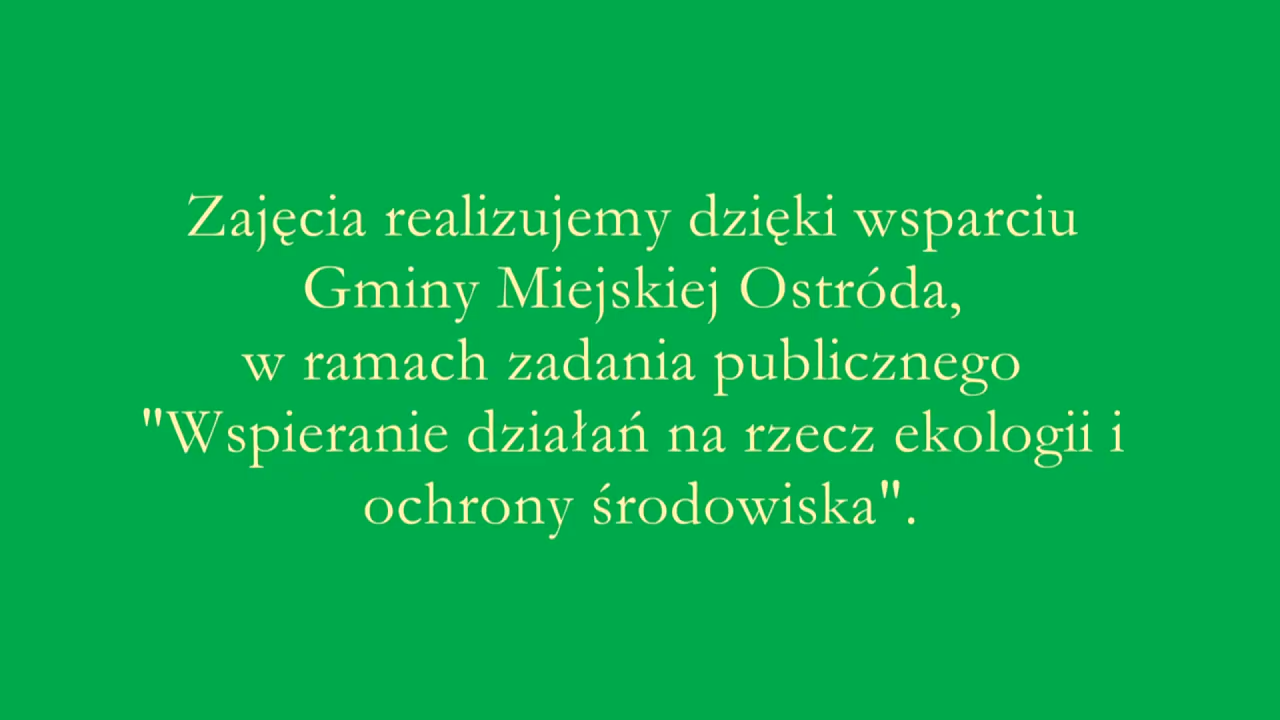 Zajęcia realizujemy dzięki wsparciu
Gminy Miejskiej Ostróda,
w ramach zadania publicznego
"Wspieranie działań na rzecz ekologii i
ochrony środowiska".